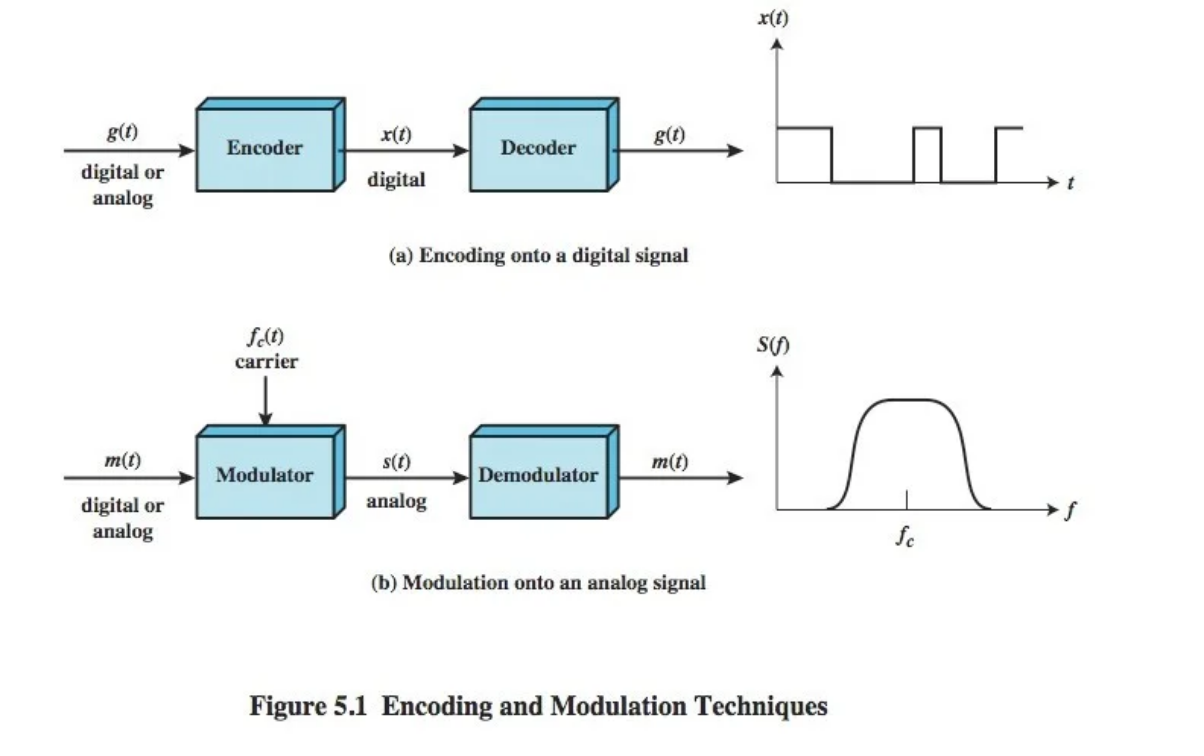 x(t)
g(t)
digital or
analog
Encoder
x(t)
digital
Decoder
g(t)
t
(a) Encoding onto a digital signal
fc(t)
carrier
S(f)
m(t)
digital or
analog
Modulator
s(t)
analog
Demodulator
m(t)
f
fc
(b) Modulation onto an analog signal
Figure 5.1 Encoding and Modulation Techniques